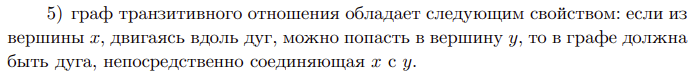 5) граф транзитивного отношения обладает следующим свойством: если из
вершины x, двигаясь вдоль дуг, можно попасть в вершину y, то в графе должна
быть дуга, непосредственно соединяющая x с y.